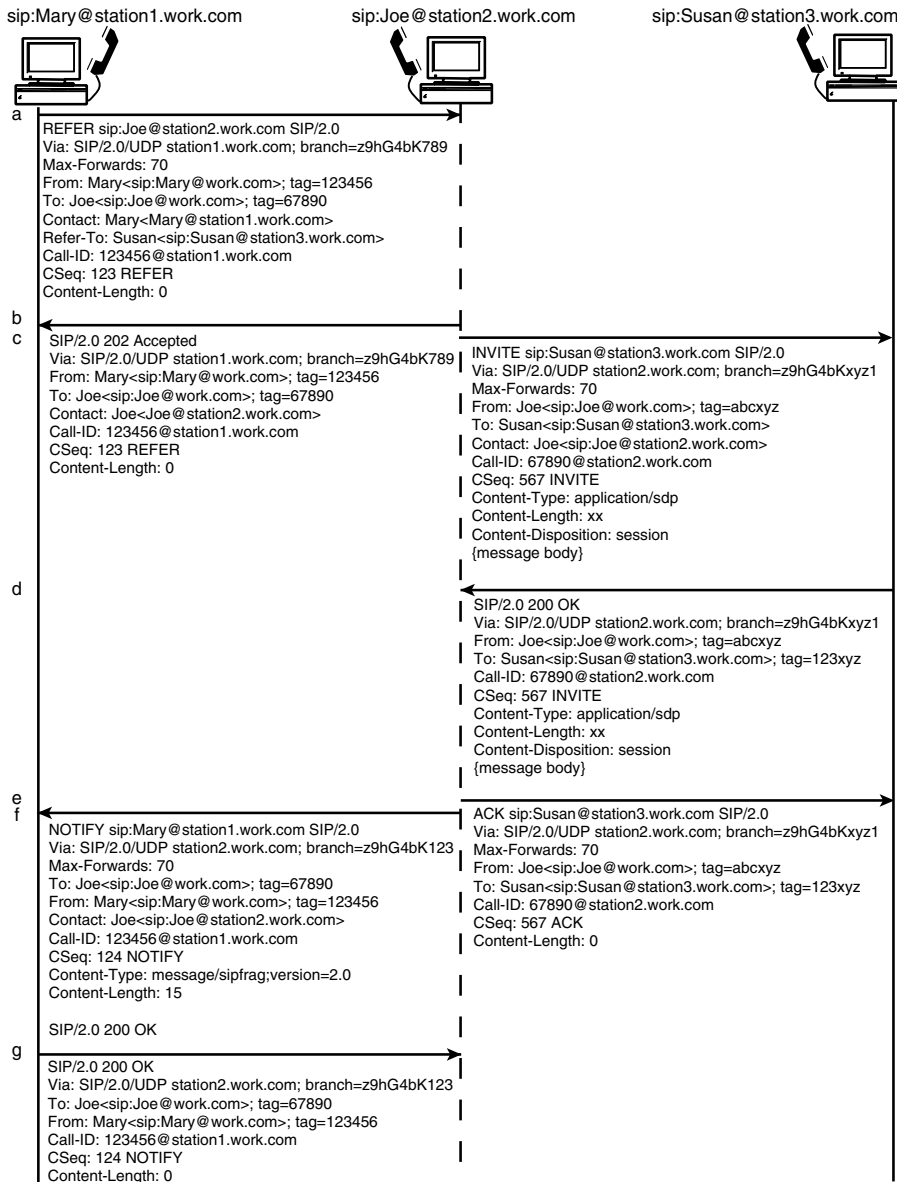 sip:Mary@station1.work.com
sip:Joe@station2.work.com
sip:Susan@station3.work.com
a
REFER sip:Joe@station2.work.com SIP/2.0
Via: SIP/2.0/UDP station1.work.com; branch=z9hG4bK789
Max-Forwards: 70
From: Mary<sip:Mary@work.com>; tag=123456
To: Joe<sip:Joe@work.com>; tag=67890
Contact: Mary<Mary@station1.work.com>
Refer-To: Susan<sip:Susan@station3.work.com>
Call-ID: 123456@station1.work.com
CSeq: 123 REFER
Content-Length: 0
b
SIP/2.0 202 Accepted
Via: SIP/2.0/UDP station1.work.com; branch=z9hG4bK789
From: Mary<sip:Mary@work.com>; tag=123456
To: Joe<sip:Joe@work.com>; tag=67890
Contact: Joe<Joe@station2.work.com>
Call-ID: 123456@station1.work.com
CSeq: 123 REFER
Content-Length: 0
c
INVITE sip:Susan@station3.work.com SIP/2.0
Via: SIP/2.0/UDP station2.work.com; branch=z9hG4bKxyz1
Max-Forwards: 70
From: Joe<sip:Joe@work.com>; tag=abcxyz
To: Susan<sip:Susan@station3.work.com>
Contact: Joe<sip:Joe@station2.work.com>
Call-ID: 67890@station2.work.com
CSeq: 567 INVITE
Content-Type: application/sdp
Content-Length: xx
Content-Disposition: session
{message body}
d
SIP/2.0 200 OK
Via: SIP/2.0/UDP station2.work.com; branch=z9hG4bKxyz1
From: Joe<sip:Joe@work.com>; tag=abcxyz
To: Susan<sip:Susan@station3.work.com>; tag=123xyz
Call-ID: 67890@station2.work.com
CSeq: 567 INVITE
Content-Type: application/sdp
Content-Length: xx
Content-Disposition: session
{message body}
e
ACK sip:Susan@station3.work.com SIP/2.0
Via: SIP/2.0/UDP station2.work.com; branch=z9hG4bKxyz1
Max-Forwards: 70
From: Joe<sip:Joe@work.com>; tag=abcxyz
To: Susan<sip:Susan@station3.work.com>; tag=123xyz
Call-ID: 67890@station2.work.com
CSeq: 567 ACK
Content-Length: 0
f
NOTIFY sip:Mary@station1.work.com SIP/2.0
Via: SIP/2.0/UDP station2.work.com; branch=z9hG4bK123
Max-Forwards: 70
To: Joe<sip:Joe@work.com>; tag=67890
From: Mary<sip:Mary@work.com>; tag=123456
Contact: Joe<sip:Joe@station2.work.com>
Call-ID: 123456@station1.work.com
CSeq: 124 NOTIFY
Content-Type: message/sipfrag;version=2.0
Content-Length: 15
SIP/2.0 200 OK
g
SIP/2.0 200 OK
Via: SIP/2.0/UDP station2.work.com; branch=z9hG4bK123
To: Joe<sip:Joe@work.com>; tag=67890
From: Mary<sip:Mary@work.com>; tag=123456
Call-ID: 123456@station1.work.com
CSeq: 124 NOTIFY
Content-Length: 0